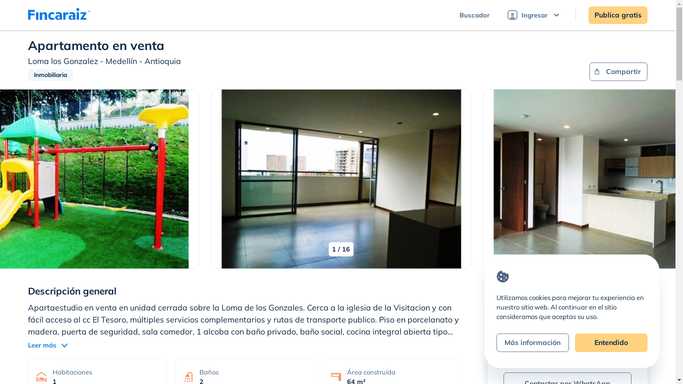 Fincaraiz
Buscador
Ingresar
Publica gratis
Apartamento en venta
Loma los Gonzalez - Medellín - Antioquia
Inmobiliaria
Compartir
1 / 16
Descripción general
Apartaestudio en venta en unidad cerrada sobre la Loma de los Gonzales. Cerca a la iglesia de la Visitacion y con
fácil acceso al cc El Tesoro, múltiples servicios complementarios y rutas de transporte publico. Piso en porcelanato y
madera, puerta de seguridad, sala comedor, 1 alcoba con baño privado, baño social, cocina integral abierta tipo...
Leer más
Habitaciones
1
Baños
2
Área construida
64 m²
Utilizamos cookies para mejorar tu experiencia en
nuestro sitio web. Al continuar en el sitio
consideramos que aceptas su uso.
Más información
Entendido
Contactar por WhatsApp